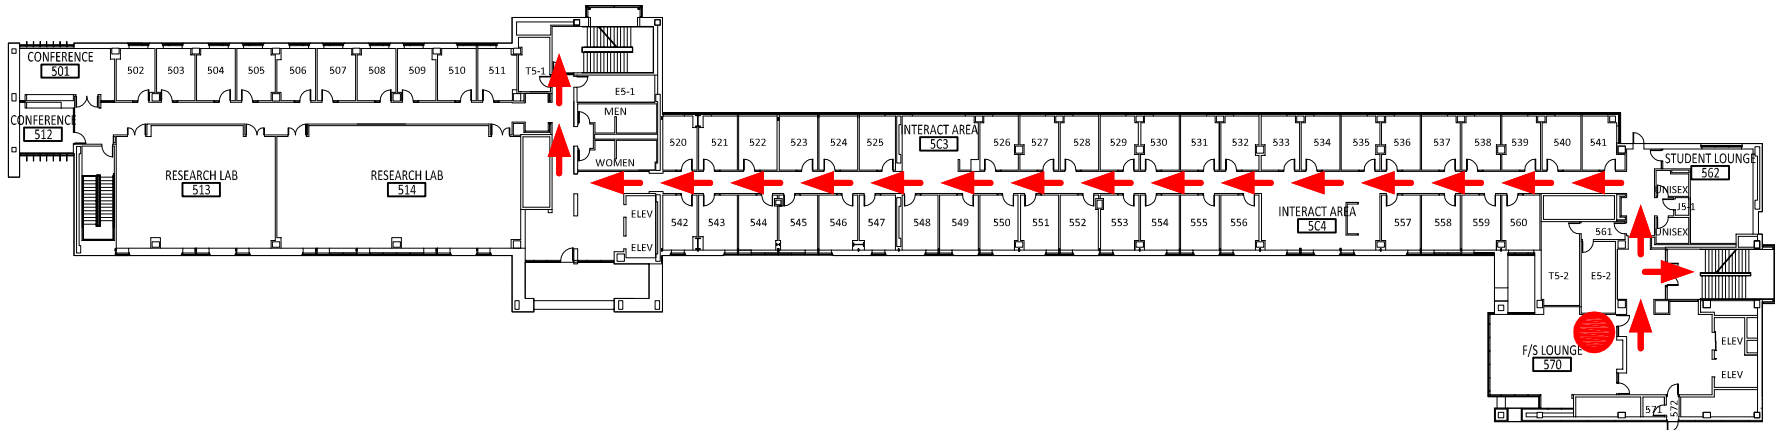 CONFERENCE
501
502
503
504
505
506
507
508
509
510
511
T5-1
E5-1
CONFERENCE
512
MEN
WOMEN
RESEARCH LAB
513
RESEARCH LAB
514
ELEV
ELEV
520
521
522
523
524
525
INTERACT AREA
5C3
526
527
528
529
530
531
532
533
534
535
536
537
538
539
540
541
STUDENT LOUNGE
562
UNISEX
J5-1
UNISEX
542
543
544
545
546
547
548
549
550
551
552
553
554
555
556
INTERACT AREA
5C4
557
558
559
560
561
T5-2
E5-2
F/S LOUNGE
570
ELEV
ELEV
571
572